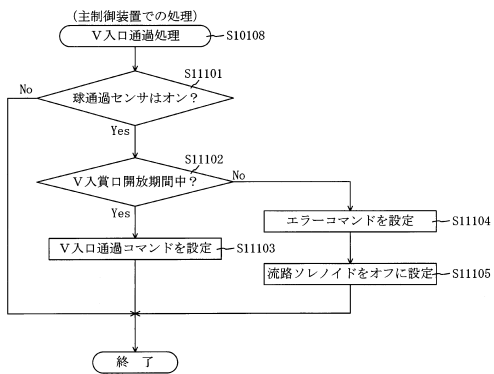 (主制御装置での処理)
V入口通過処理
S10108
S11101
球通過センサはオン？
No
Yes
S11102
V入賞口開放期間中？
No
Yes
エラーコマンドを設定
S11104
V入口通過コマンドを設定
S11103
流路ソレノイドをオフに設定
S11105
終 了